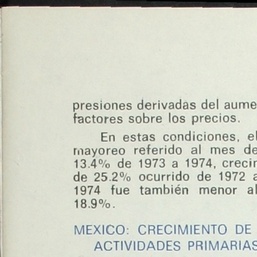 presiones derivadas del aume
factores sobre los precios.
En estas condiciones, el
mayoreo referido al mes de
13.4% de 1973 a 1974, crecir
de 25.2% ocurrido de 1972 a
1974 fue también menor al
18.9%.
MEXICO: CRECIMIENTO DE
ACTIVIDADES PRIMARIAS